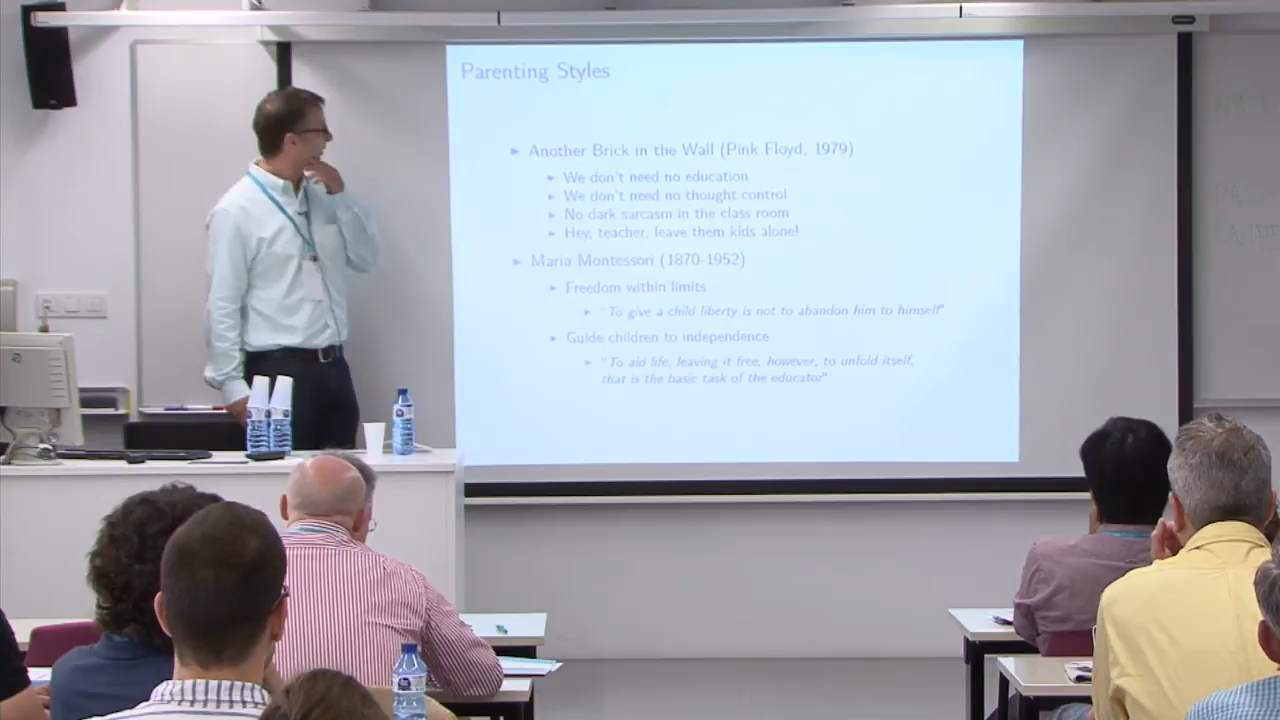 Parenting Styles
Another Brick in the Wall (Pink Floyd, 1979)
We don't need no education
We don't need no thought control
No dark sarcasm in the class room
Hey, teacher, leave them kids alone!
Maria Montessori (1870-1952)
Freedom within limits
"To give a child liberty is not to abandon him to himself"
Guide children to independence
"To aid life, leaving it free, however, to unfold itself,
that is the basic task of the educator"